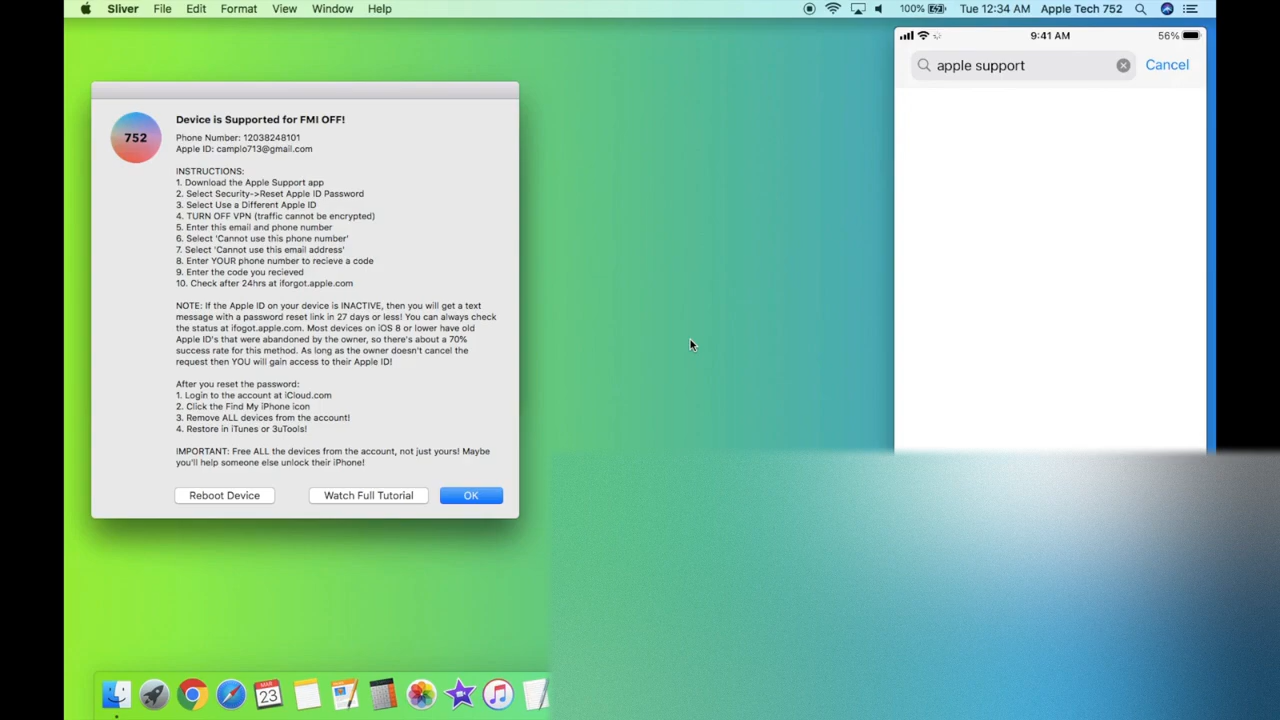 Sliver File Edit Format View Window Help 100% Tue 12:34 AM Apple Tech 752
9:41 AM 56%
apple support Cancel
752
Device is Supported for FMI OFF!
Phone Number: 12038248101
Apple ID: camplo713@gmail.com
INSTRUCTIONS:
1. Download the Apple Support app
2. Select Security->Reset Apple ID Password
3. Select Use a Different Apple ID
4. TURN OFF VPN (traffic cannot be encrypted)
5. Enter this email and phone number
6. Select 'Cannot use this phone number'
7. Select 'Cannot use this email address'
8. Enter YOUR phone number to recieve a code
9. Enter the code you recieved
10. Check after 24hrs at iforgot.apple.com
NOTE: If the Apple ID on your device is INACTIVE, then you will get a text
message with a password reset link in 27 days or less! You can always check
the status at ifogot.apple.com. Most devices on iOS 8 or lower have old
Apple ID's that were abandoned by the owner, so there's about a 70%
success rate for this method. As long as the owner doesn't cancel the
request then YOU will gain access to their Apple ID!
After you reset the password:
1. Login to the account at iCloud.com
2. Click the Find My iPhone icon
3. Remove ALL devices from the account!
4. Restore in iTunes or 3uTools!
IMPORTANT: Free ALL the devices from the account, not just yours! Maybe
you'll help someone else unlock their iPhone!
Reboot Device Watch Full Tutorial OK
MAR
23